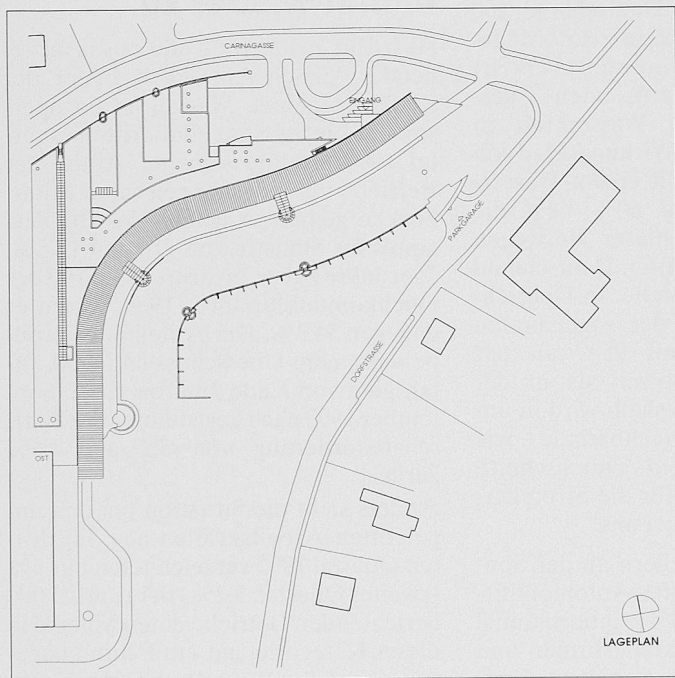 CARINAGASSE
EINGANG
PARKGARAGE
DORFSTRASSE
OST
LAGEPLAN